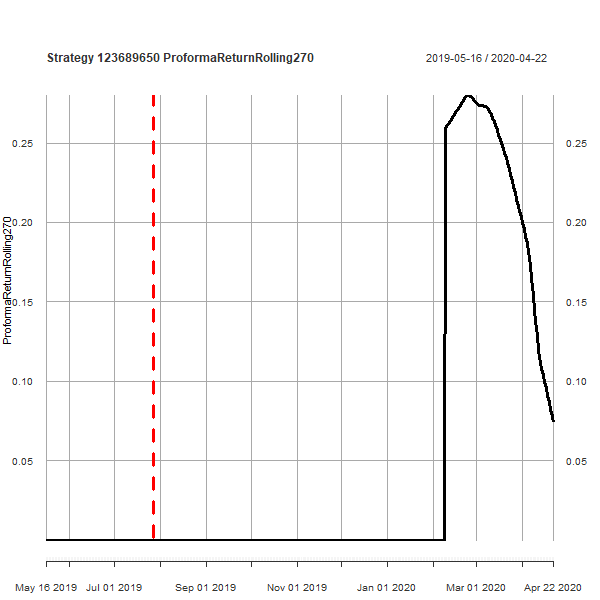 Strategy 123689650 ProformaReturnRolling270
2019-05-16 / 2020-04-22
ProformaReturnRolling270
0.25 0.25
0.20 0.20
0.15 0.15
0.10 0.10
0.05 0.05
May 16 2019 Jul 01 2019 Sep 01 2019 Nov 01 2019 Jan 01 2020 Mar 01 2020 Apr 22 2020